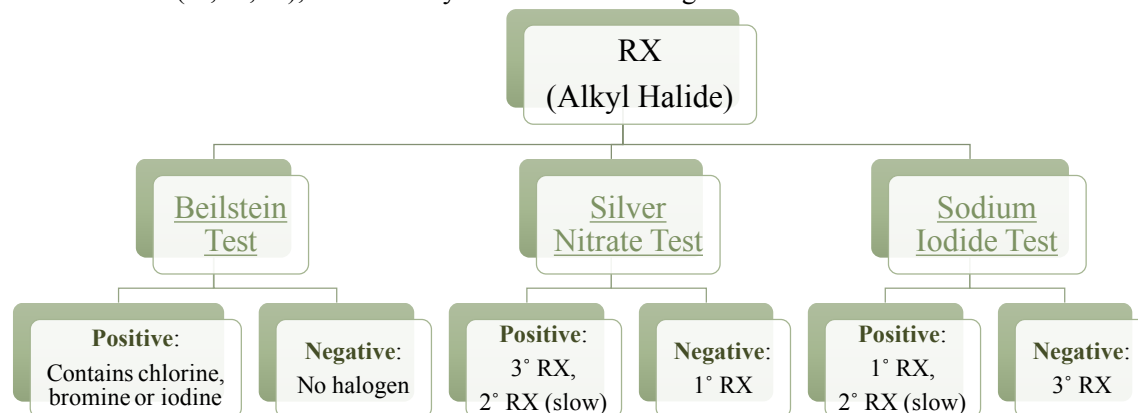 RX
(Alkyl Halide)
Beilstein
Test
Silver
Nitrate Test
Sodium
Iodide Test
Positive:
Contains chlorine,
bromine or iodine
Negative:
No halogen
Positive:
3˚ RX,
2˚ RX (slow)
Negative:
1˚ RX
Positive:
1˚ RX,
2˚ RX (slow)
Negative:
3˚ RX